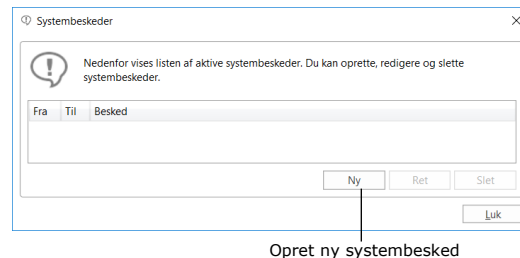 Systembeskeder
Nedenfor vises listen af aktive systembeskeder. Du kan oprette, redigere og slette
systembeskeder.
Fra Til Besked
Ny Ret Slet
Luk
Opret ny systembesked